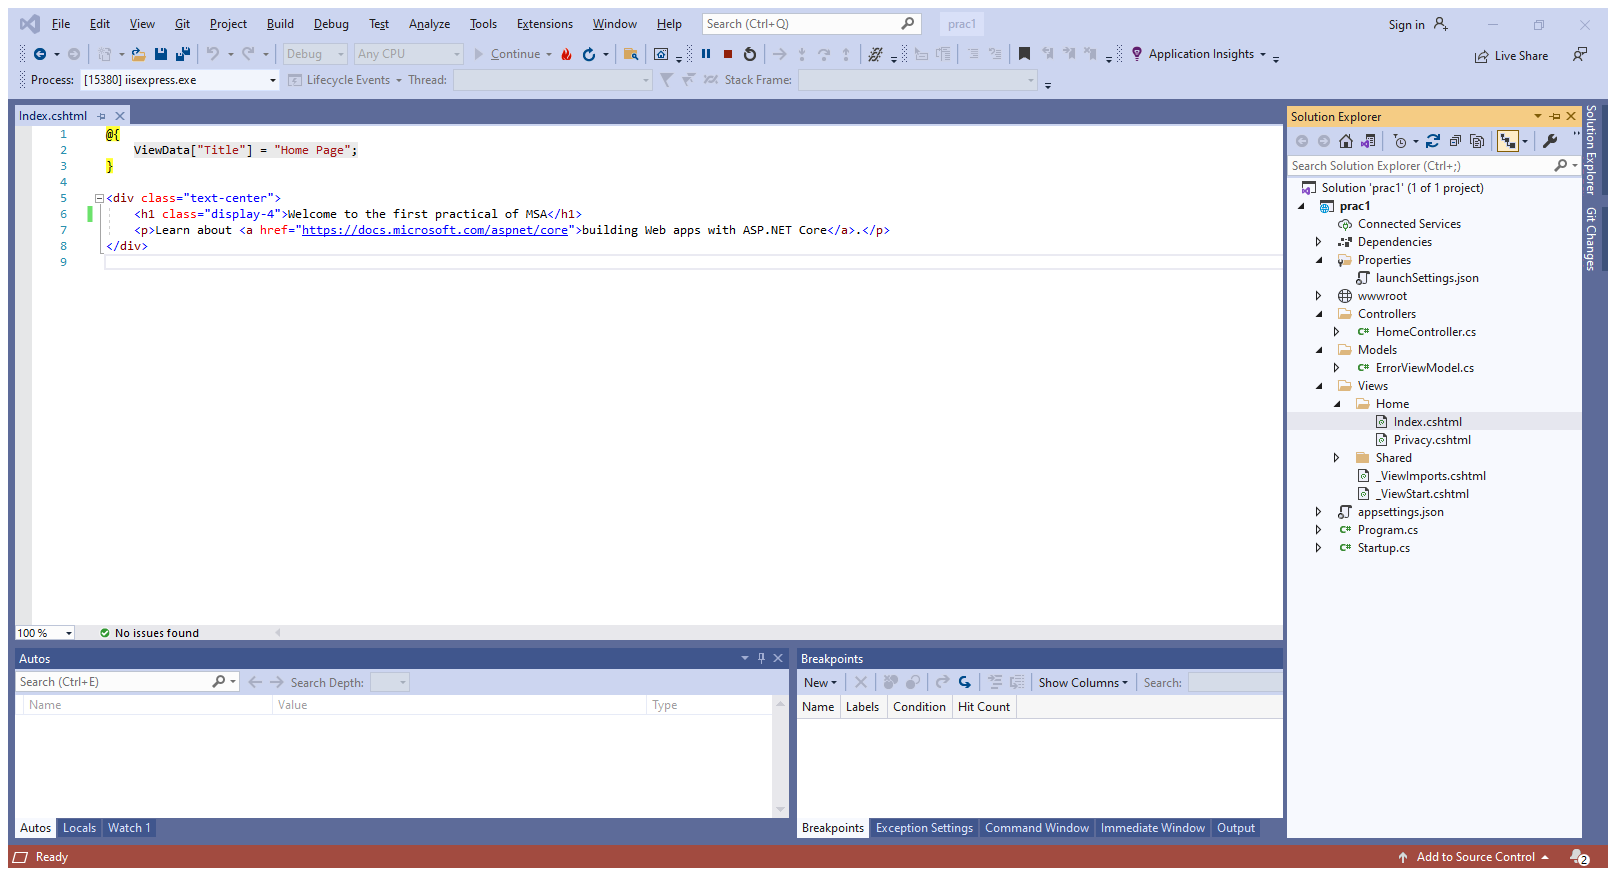 File Edit View Git Project Build Debug Test Analyze Tools Extensions Window Help Search (Ctrl+Q) prac1 Sign in
Debug Any CPU Continue Application Insights Live Share
Process: [15380] iisexpress.exe Lifecycle Events Thread: Stack Frame:
Index.cshtml
1 @{
2 ViewData["Title"] = "Home Page";
3 }
4
5 <div class="text-center">
6 <h1 class="display-4">Welcome to the first practical of MSA</h1>
7 <p>Learn about <a href="https://docs.microsoft.com/aspnet/core">building Web apps with ASP.NET Core</a>.</p>
8 </div>
9
100 % No issues found
Autos
Search (Ctrl+E) Search Depth:
Name Value Type
Autos Locals Watch 1
Breakpoints
New Show Columns Search:
Name Labels Condition Hit Count
Breakpoints Exception Settings Command Window Immediate Window Output
Solution Explorer
Search Solution Explorer (Ctrl+;)
Solution 'prac1' (1 of 1 project)
prac1
Connected Services
Dependencies
Properties
launchSettings.json
wwwroot
Controllers
C# HomeController.cs
Models
C# ErrorViewModel.cs
Views
Home
Index.cshtml
Privacy.cshtml
Shared
_ViewImports.cshtml
_ViewStart.cshtml
appsettings.json
C# Program.cs
C# Startup.cs
Solution Explorer
Git Changes
Ready Add to Source Control 2